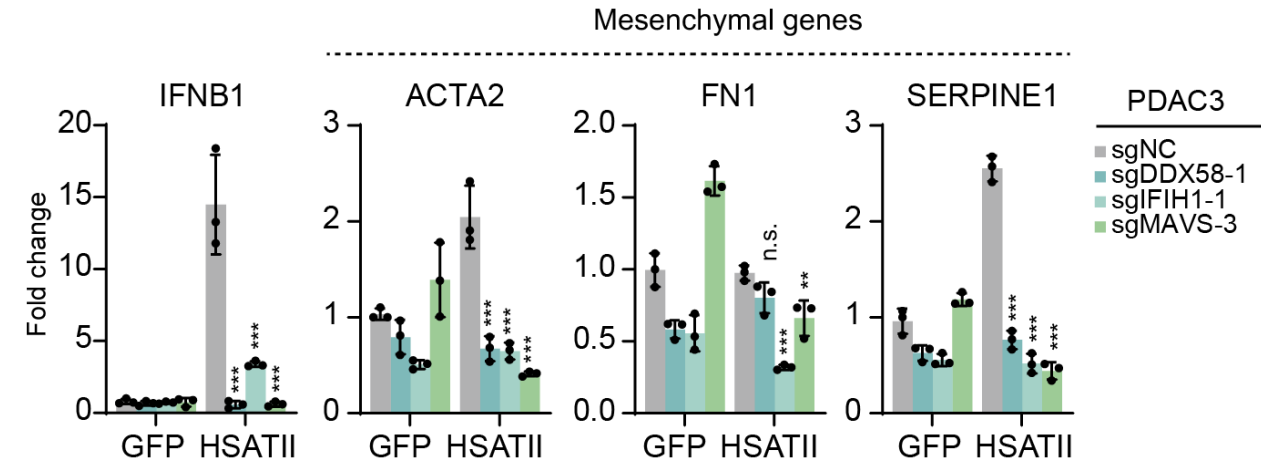 Mesenchymal genes
IFNB1
ACTA2
FN1
SERPINE1
PDAC3
sgNC
sgDDX58-1
sgIFIH1-1
sgMAVS-3
Fold change
20
15
10
5
0
***
***
***
GFP HSATII
3
2
1
0
***
***
***
GFP HSATII
2.0
1.5
1.0
0.5
0.0
n.s.
***
**
GFP HSATII
3
2
1
0
***
***
***
GFP HSATII